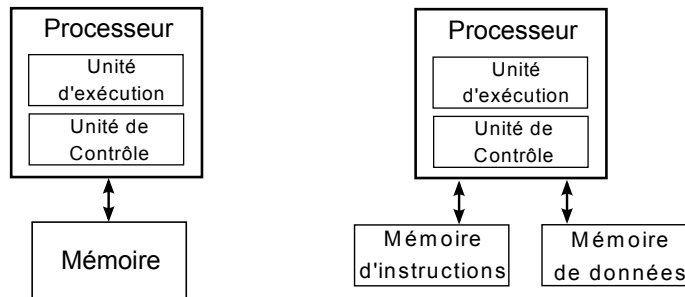 Processeur
Unité
d'exécution
Unité de
Contrôle
Mémoire
Processeur
Unité
d'exécution
Unité de
Contrôle
Mémoire
d'instructions
Mémoire
de données